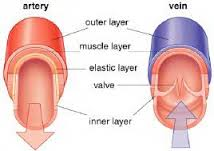 artery vein
outer layer
muscle layer
elastic layer
valve
inner layer